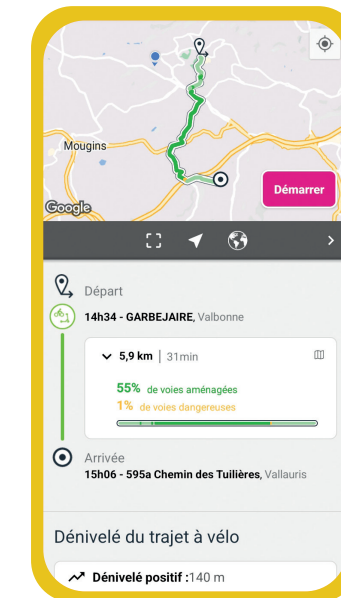 Mougins
Google
Démarrer
Départ
14h34 - GARBEJAIRE, Valbonne
5,9 km | 31min
55% de voies aménagées
1% de voies dangereuses
Arrivée
15h06 - 595a Chemin des Tuilières, Vallauris
Dénivelé du trajet à vélo
Dénivelé positif :140 m